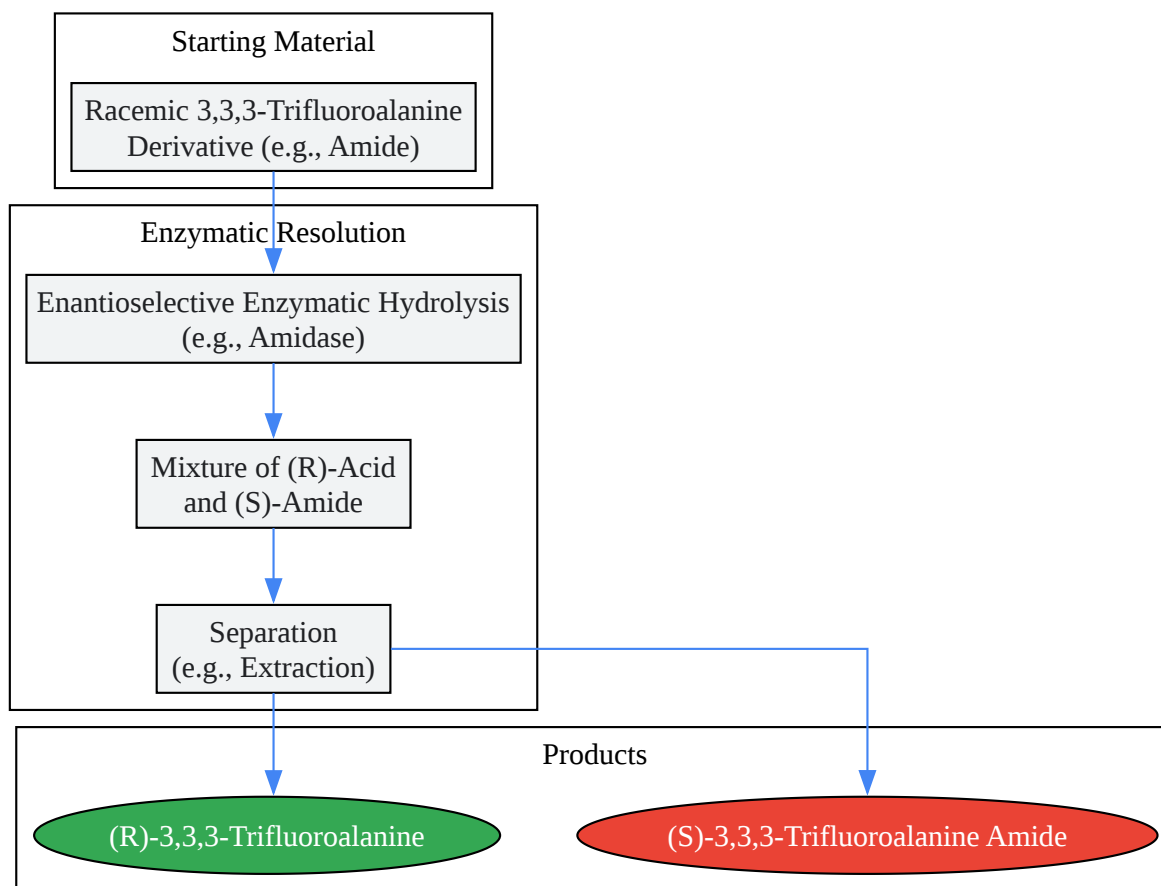 Starting Material
Racemic 3,3,3-Trifluoroalanine
Derivative (e.g., Amide)
Enzymatic Resolution
Enantioselective Enzymatic Hydrolysis
(e.g., Amidase)
Mixture of (R)-Acid
and (S)-Amide
Separation
(e.g., Extraction)
Products
(R)-3,3,3-Trifluoroalanine
(S)-3,3,3-Trifluoroalanine Amide